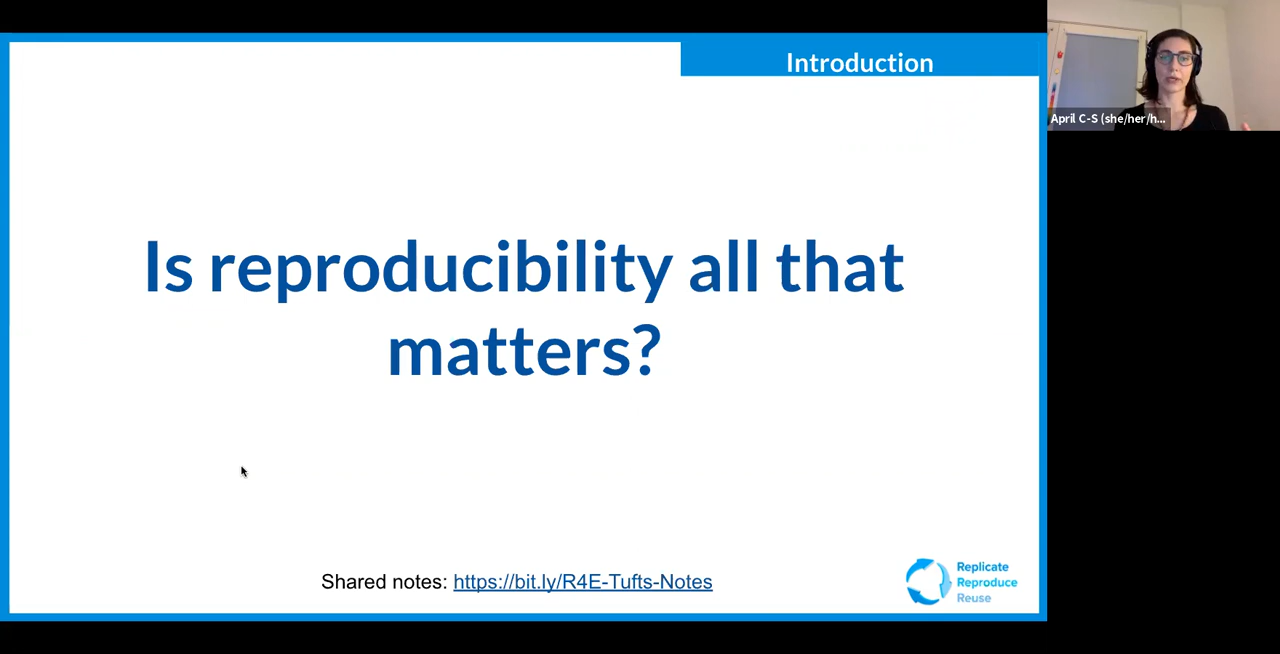 Introduction
April C-S (she/her/h...
Is reproducibility all that
matters?
Shared notes: https://bit.ly/R4E-Tufts-Notes
Replicate
Reproduce
Reuse